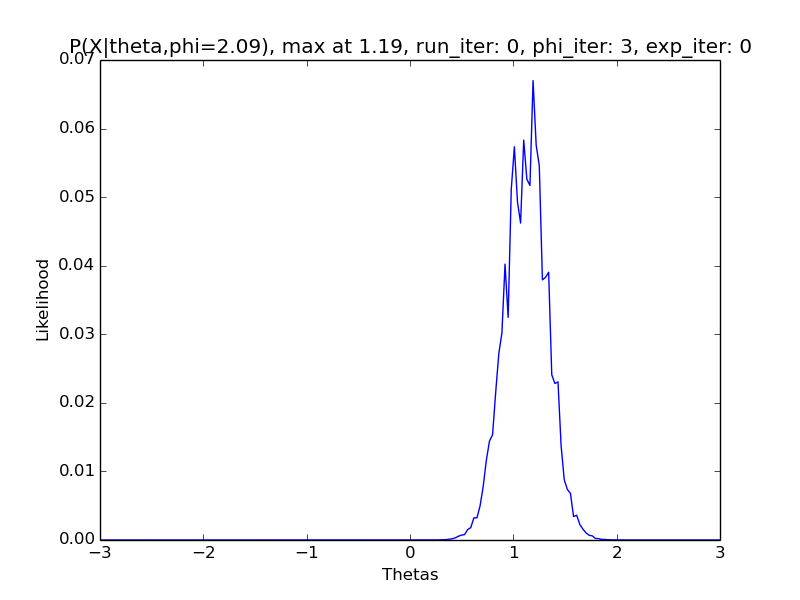 P(X|theta,phi=2.09), max at 1.19, run_iter: 0, phi_iter: 3, exp_iter: 0
0.07
0.06
0.05
0.04
0.03
0.02
0.01
0.00
Likelihood
−3 −2 −1 0 1 2 3
Thetas